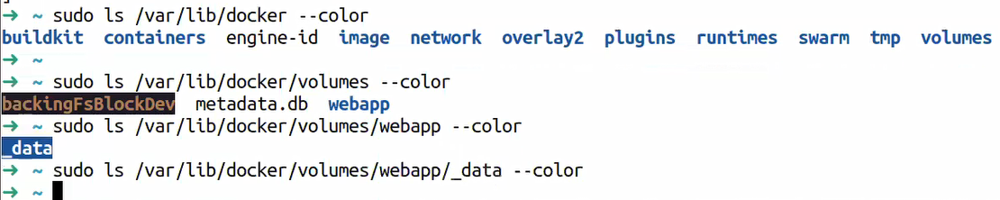 ➜ ~ sudo ls /var/lib/docker --color
buildkit containers engine-id image network overlay2 plugins runtimes swarm tmp volumes
➜ ~
➜ ~ sudo ls /var/lib/docker/volumes --color
backingFsBlockDev metadata.db webapp
➜ ~ sudo ls /var/lib/docker/volumes/webapp --color
_data
➜ ~ sudo ls /var/lib/docker/volumes/webapp/_data --color
➜ ~